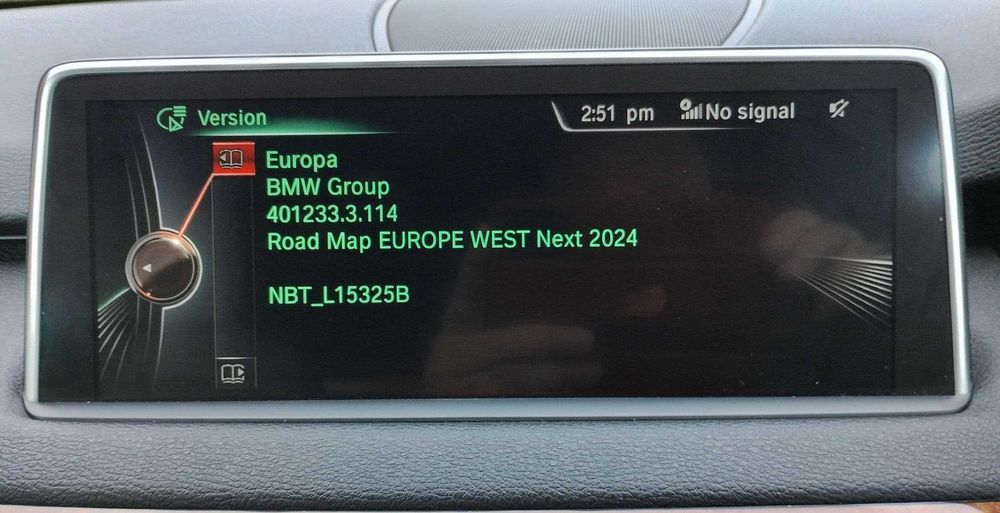 Version
2:51 pm
No signal
Europa
BMW Group
401233.3.114
Road Map EUROPE WEST Next 2024
NBT_L15325B